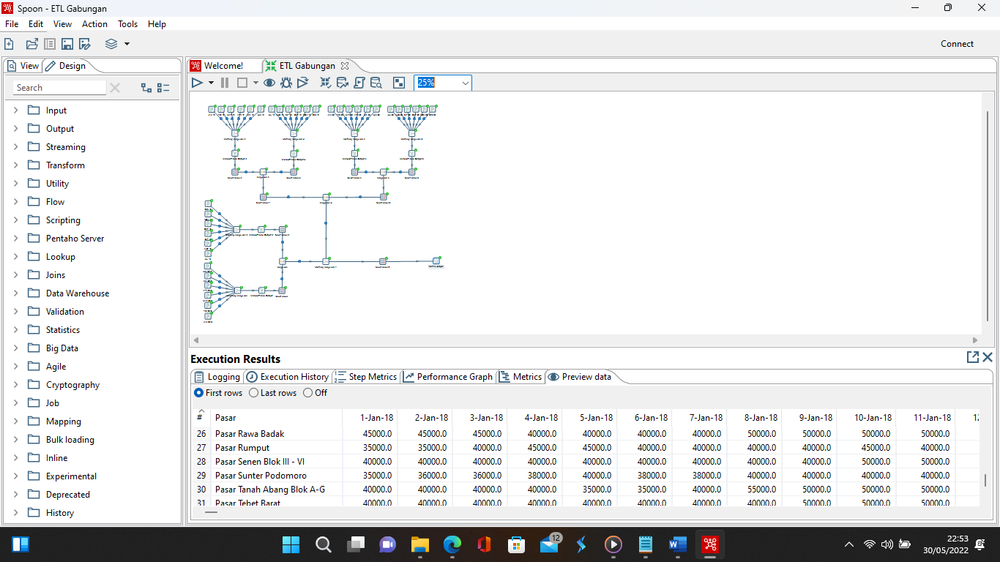 Spoon - ETL Gabungan
File Edit View Action Tools Help
Connect
View Design
Welcome! ETL Gabungan
Search
25%
Input
Output
Streaming
Transform
Utility
Flow
Scripting
Pentaho Server
Lookup
Joins
Data Warehouse
Validation
Statistics
Big Data
Agile
Cryptography
Job
Mapping
Bulk loading
Inline
Experimental
Deprecated
History
Execution Results
Logging Execution History Step Metrics Performance Graph Metrics Preview data
First rows Last rows Off
# Pasar 1-Jan-18 2-Jan-18 3-Jan-18 4-Jan-18 5-Jan-18 6-Jan-18 7-Jan-18 8-Jan-18 9-Jan-18 10-Jan-18 11-Jan-18
26 Pasar Rawa Badak 45000.0 45000.0 45000.0 40000.0 40000.0 40000.0 40000.0 50000.0 50000.0 50000.0 50000.0
27 Pasar Rumput 35000.0 35000.0 40000.0 45000.0 45000.0 40000.0 40000.0 40000.0 40000.0 45000.0 40000.0
28 Pasar Senen Blok III - VI 40000.0 40000.0 40000.0 40000.0 40000.0 40000.0 40000.0 40000.0 40000.0 50000.0 50000.0
29 Pasar Sunter Podomoro 35000.0 36000.0 36000.0 38000.0 40000.0 38000.0 38000.0 40000.0 40000.0 40000.0 40000.0
30 Pasar Tanah Abang Blok A-G 40000.0 40000.0 40000.0 40000.0 35000.0 35000.0 40000.0 55000.0 50000.0 50000.0 50000.0
31 Pasar Tebet Barat 40000.0 40000.0 40000.0 40000.0 40000.0 40000.0 40000.0 40000.0 50000.0 50000.0 50000.0
12
22:53
30/05/2022